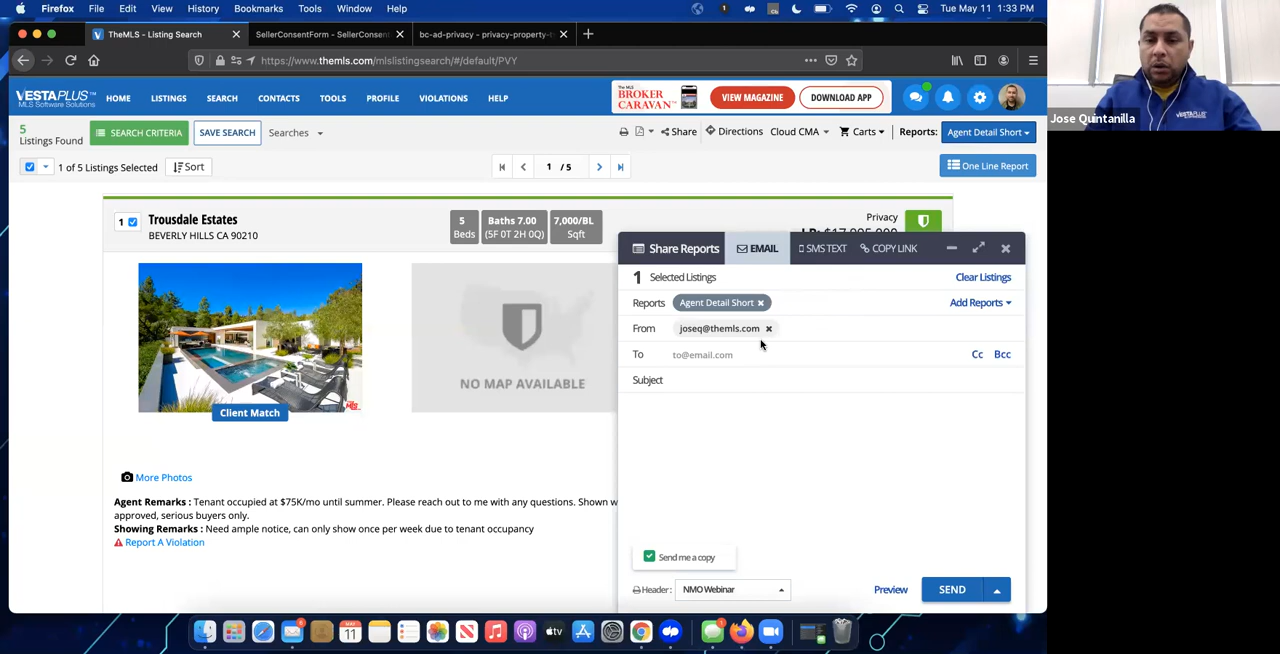 Firefox File Edit View History Bookmarks Tools Window Help
Tue May 11 1:33 PM
TheMLS - Listing Search
SellerConsentForm - SellerConsent
bc-ad-privacy - privacy-property-t
https://www.themls.com/mlslistingsearch/#/default/PVY
VESTAPLUS
MLS Software Solutions
HOME LISTINGS SEARCH CONTACTS TOOLS PROFILE VIOLATIONS HELP
The MLS
BROKER
CARAVAN
VIEW MAGAZINE
DOWNLOAD APP
Jose Quintanilla
VESTAPLUS
5
Listings Found
SEARCH CRITERIA
SAVE SEARCH
Searches
Share
Directions
Cloud CMA
Carts
Reports:
Agent Detail Short
1 of 5 Listings Selected
Sort
1 / 5
One Line Report
1
Trousdale Estates
BEVERLY HILLS CA 90210
5
Beds
Baths 7.00
(5F 0T 2H 0Q)
7,000/BL
Sqft
Privacy
Share Reports
EMAIL
SMS TEXT
COPY LINK
1 Selected Listings
Clear Listings
Reports
Agent Detail Short
Add Reports
From
joseq@themls.com
To
to@email.com
Cc Bcc
Subject
NO MAP AVAILABLE
Client Match
More Photos
Agent Remarks : Tenant occupied at $75K/mo until summer. Please reach out to me with any questions. Shown w
approved, serious buyers only.
Showing Remarks : Need ample notice, can only show once per week due to tenant occupancy
Report A Violation
Send me a copy
Header :
NMO Webinar
Preview
SEND
MAY
11
tv